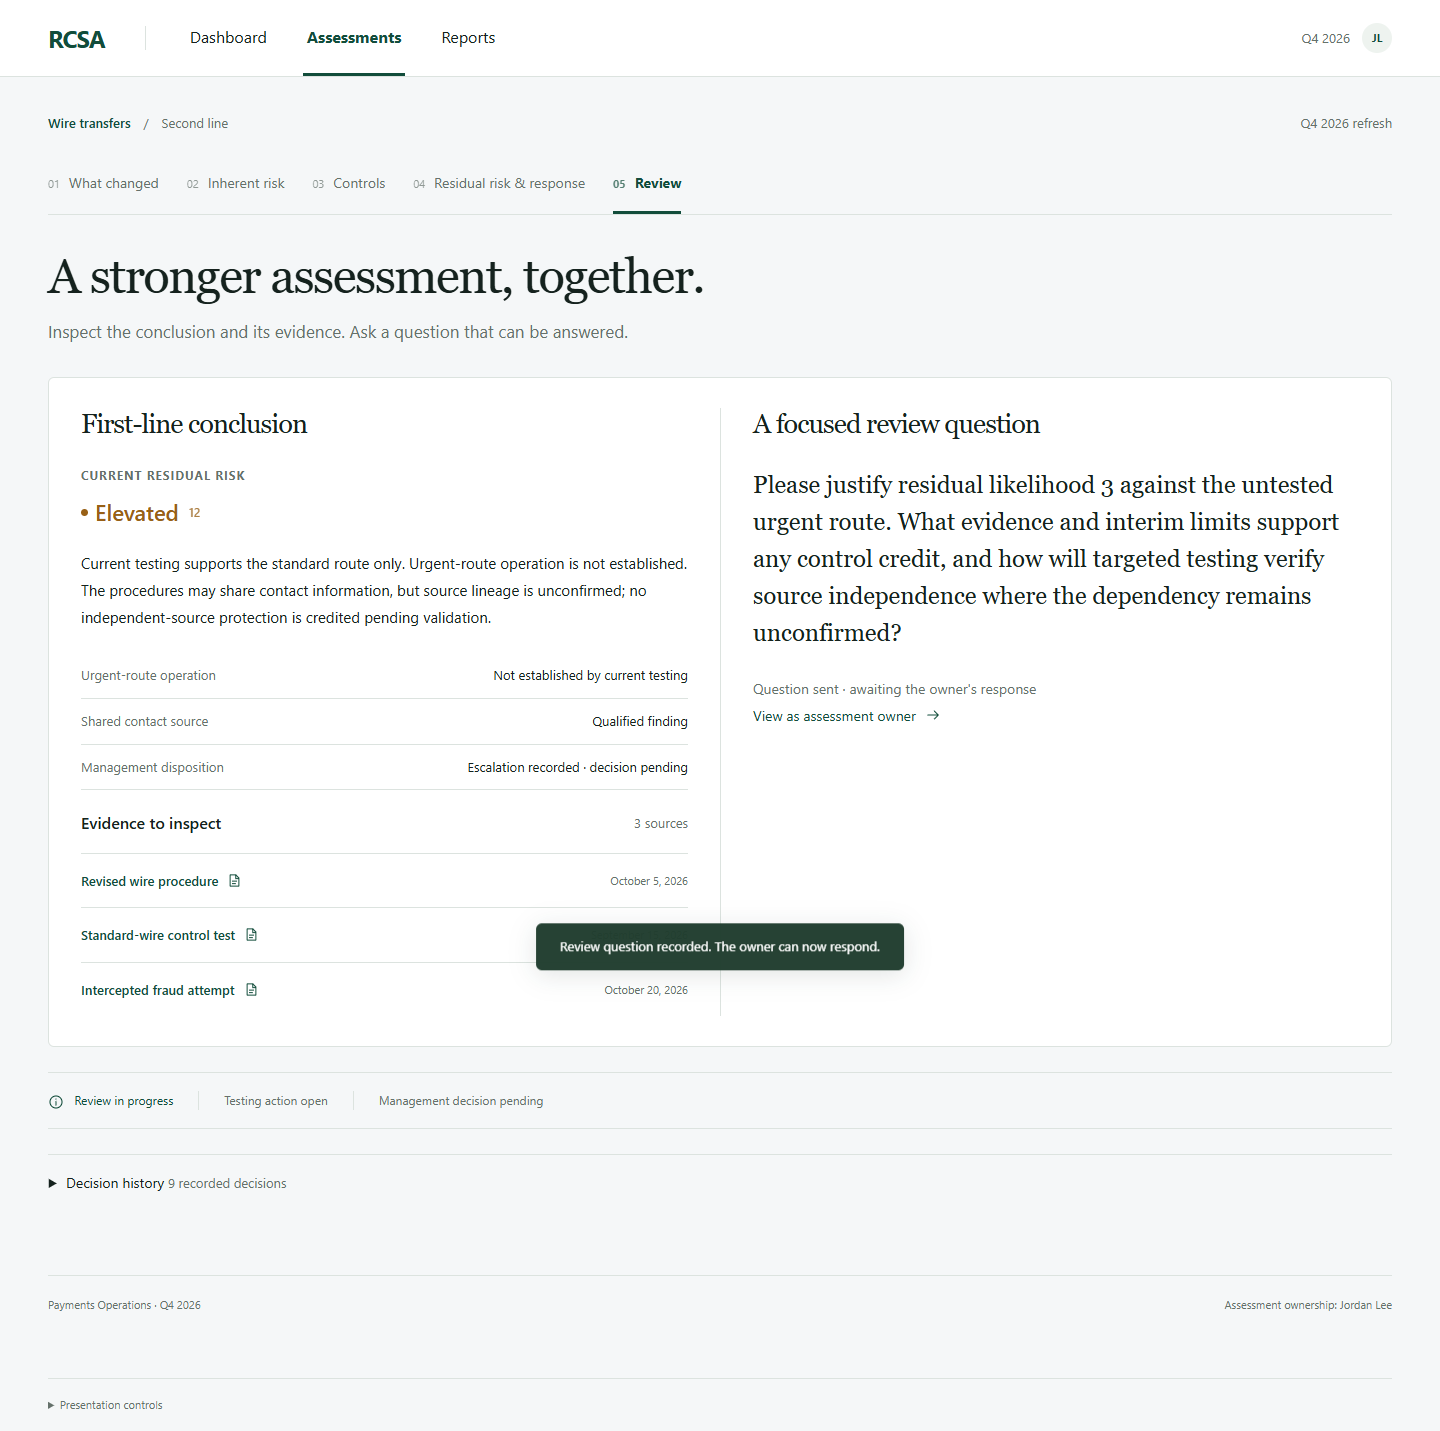 RCSA
Dashboard
Assessments
Reports
Q4 2026
JL
Wire transfers / Second line
Q4 2026 refresh
01 What changed
02 Inherent risk
03 Controls
04 Residual risk & response
05 Review
A stronger assessment, together.
Inspect the conclusion and its evidence. Ask a question that can be answered.
First-line conclusion
CURRENT RESIDUAL RISK
• Elevated 12
Current testing supports the standard route only. Urgent-route operation is not established.
The procedures may share contact information, but source lineage is unconfirmed; no
independent-source protection is credited pending validation.
Urgent-route operation
Not established by current testing
Shared contact source
Qualified finding
Management disposition
Escalation recorded · decision pending
Evidence to inspect
3 sources
Revised wire procedure
October 5, 2026
Standard-wire control test
Intercepted fraud attempt
October 20, 2026
A focused review question
Please justify residual likelihood 3 against the untested
urgent route. What evidence and interim limits support
any control credit, and how will targeted testing verify
source independence where the dependency remains
unconfirmed?
Question sent · awaiting the owner's response
View as assessment owner →
Review question recorded. The owner can now respond.
Review in progress
Testing action open
Management decision pending
Decision history 9 recorded decisions
Payments Operations · Q4 2026
Assessment ownership: Jordan Lee
Presentation controls